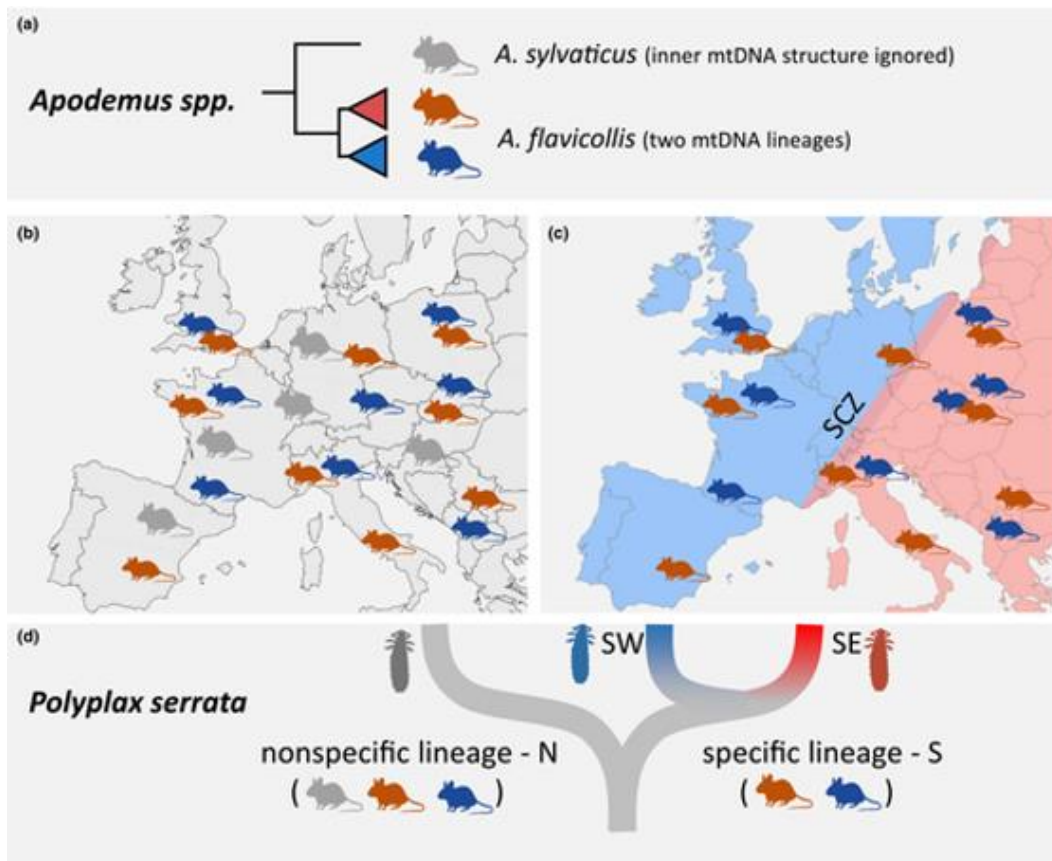 (a)
A. sylvaticus (inner mtDNA structure ignored)
Apodemus spp.
A. flavicollis (two mtDNA lineages)
(b)
(c)
SCZ
(d)
SW
SE
Polyplax serrata
nonspecific lineage - N
specific lineage - S
( )
( )